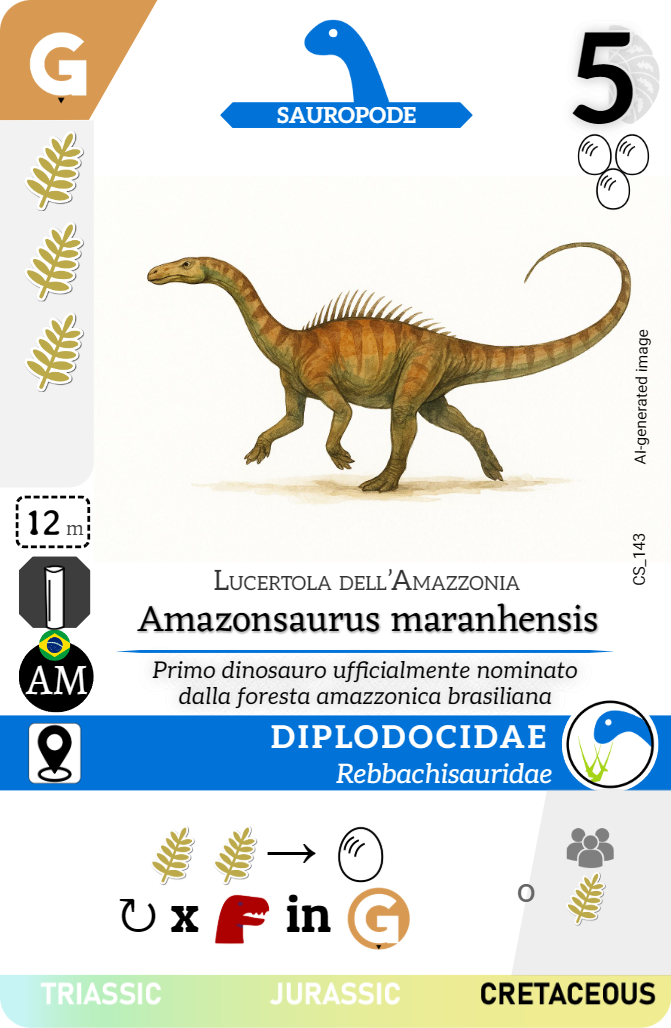 G
SAUROPODE
5
AI-generated image
12 m
CS_143
Lucertola dell'Amazzonia
Amazonsaurus maranhensis
AM
Primo dinosauro ufficialmente nominato
dalla foresta amazzonica brasiliana
DIPLODOCIDAE
Rebbachisauridae
→
o
↻ x in G
TRIASSIC JURASSIC CRETACEOUS